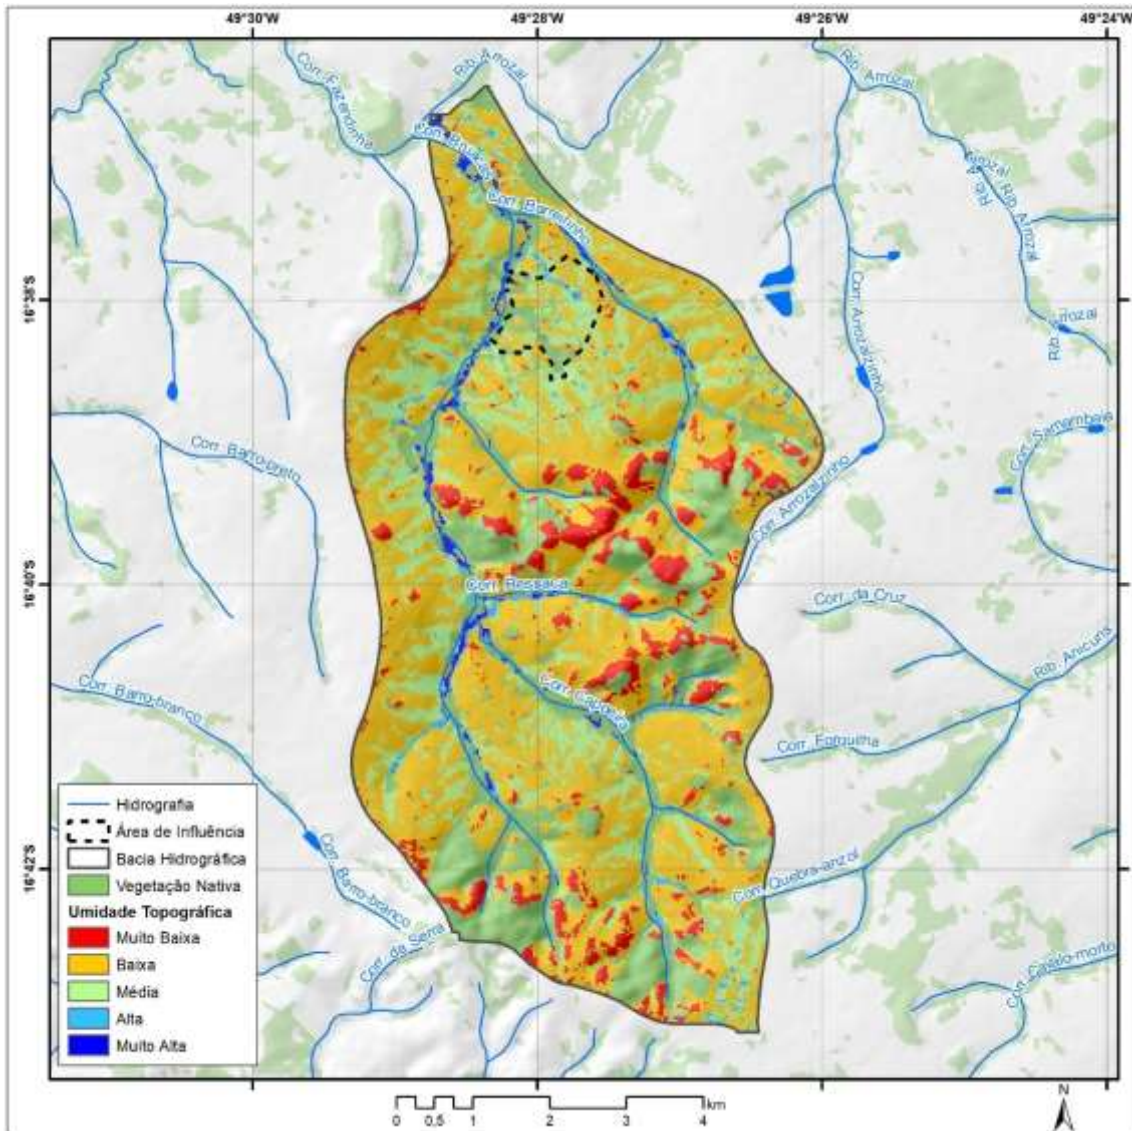 49°30'W
49°28'W
49°26'W
49°24'W
16°38'S
16°40'S
16°42'S
Corr. Fazendinha
Rib. Arrozal
Rib. Arrozal
Arrozal
Rib. A
Rib. Arrozal
Rib. Arrozal
Corr. Barreirinho
Corr. Arrozalzinho
Corr. Arrozalzinho
Corr. Samambaia
Corr. Barro-preto
Corr. Ressaca
Corr. da Cruz
Rib. Anicuns
Corr. Barro-branco
Corr. Forquilha
Corr. Quebra-anzol
Corr. Barro-branco
Corr. da Serra
Hidrografia
Área de Influência
Bacia Hidrográfica
Vegetação Nativa
Umidade Topográfica
Muito Baixa
Baixa
Média
Alta
Muito Alta
0 0,5 1 2 3 4 km
N